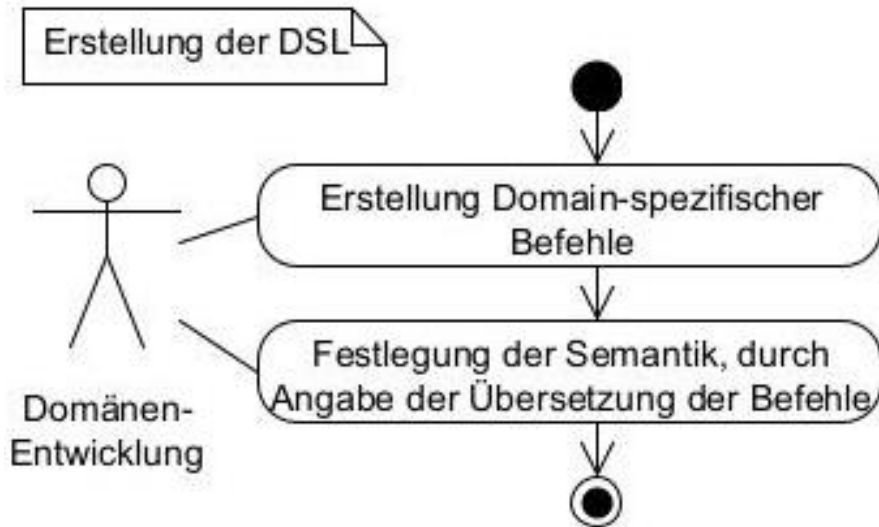 Erstellung der DSL
Erstellung Domain-spezifischer
Befehle
Festlegung der Semantik, durch
Angabe der Übersetzung der Befehle
Domänen-
Entwicklung